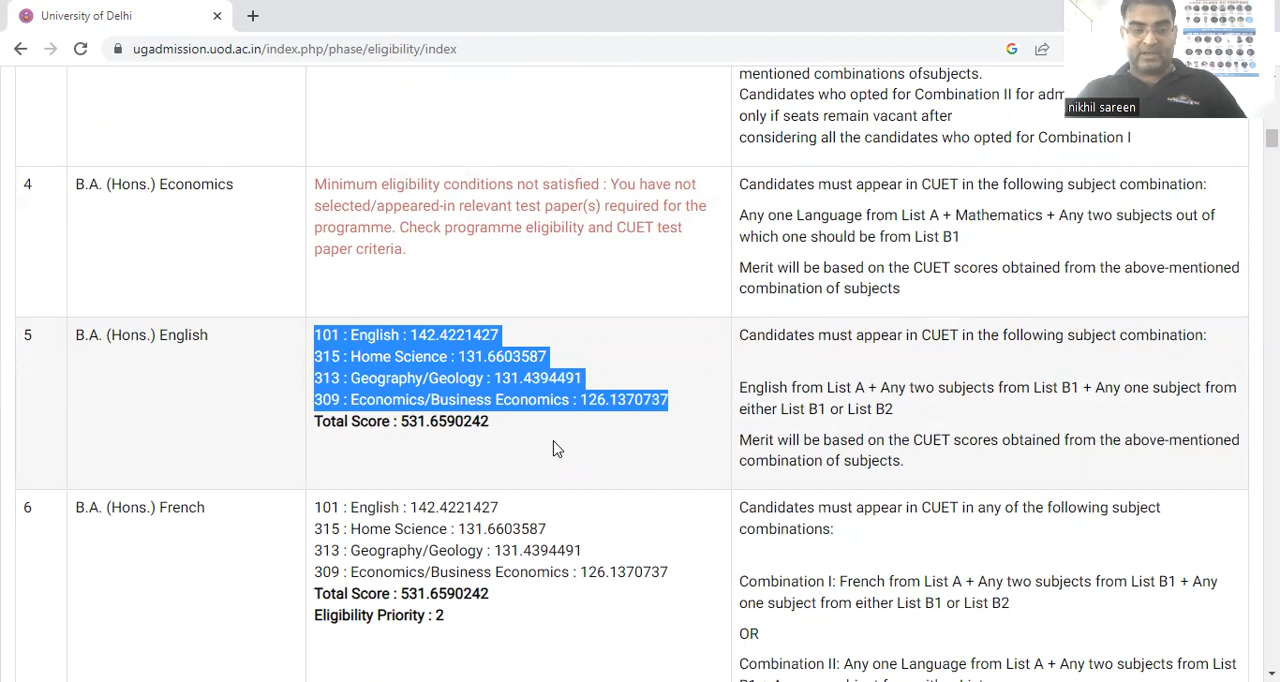 University of Delhi
ugadmission.uod.ac.in/index.php/phase/eligibility/index
nikhil sareen
mentioned combinations ofsubjects.
Candidates who opted for Combination II for adm
only if seats remain vacant after
considering all the candidates who opted for Combination I
4
B.A. (Hons.) Economics
Minimum eligibility conditions not satisfied : You have not
selected/appeared-in relevant test paper(s) required for the
programme. Check programme eligibility and CUET test
paper criteria.
Candidates must appear in CUET in the following subject combination:
Any one Language from List A + Mathematics + Any two subjects out of
which one should be from List B1
Merit will be based on the CUET scores obtained from the above-mentioned
combination of subjects
5
B.A. (Hons.) English
101 : English : 142.4221427
315 : Home Science : 131.6603587
313 : Geography/Geology : 131.4394491
309 : Economics/Business Economics : 126.1370737
Total Score : 531.6590242
Candidates must appear in CUET in the following subject combination:
English from List A + Any two subjects from List B1 + Any one subject from
either List B1 or List B2
Merit will be based on the CUET scores obtained from the above-mentioned
combination of subjects.
6
B.A. (Hons.) French
101 : English : 142.4221427
315 : Home Science : 131.6603587
313 : Geography/Geology : 131.4394491
309 : Economics/Business Economics : 126.1370737
Total Score : 531.6590242
Eligibility Priority : 2
Candidates must appear in CUET in any of the following subject
combinations:
Combination I: French from List A + Any two subjects from List B1 + Any
one subject from either List B1 or List B2
OR
Combination II: Any one Language from List A + Any two subjects from List